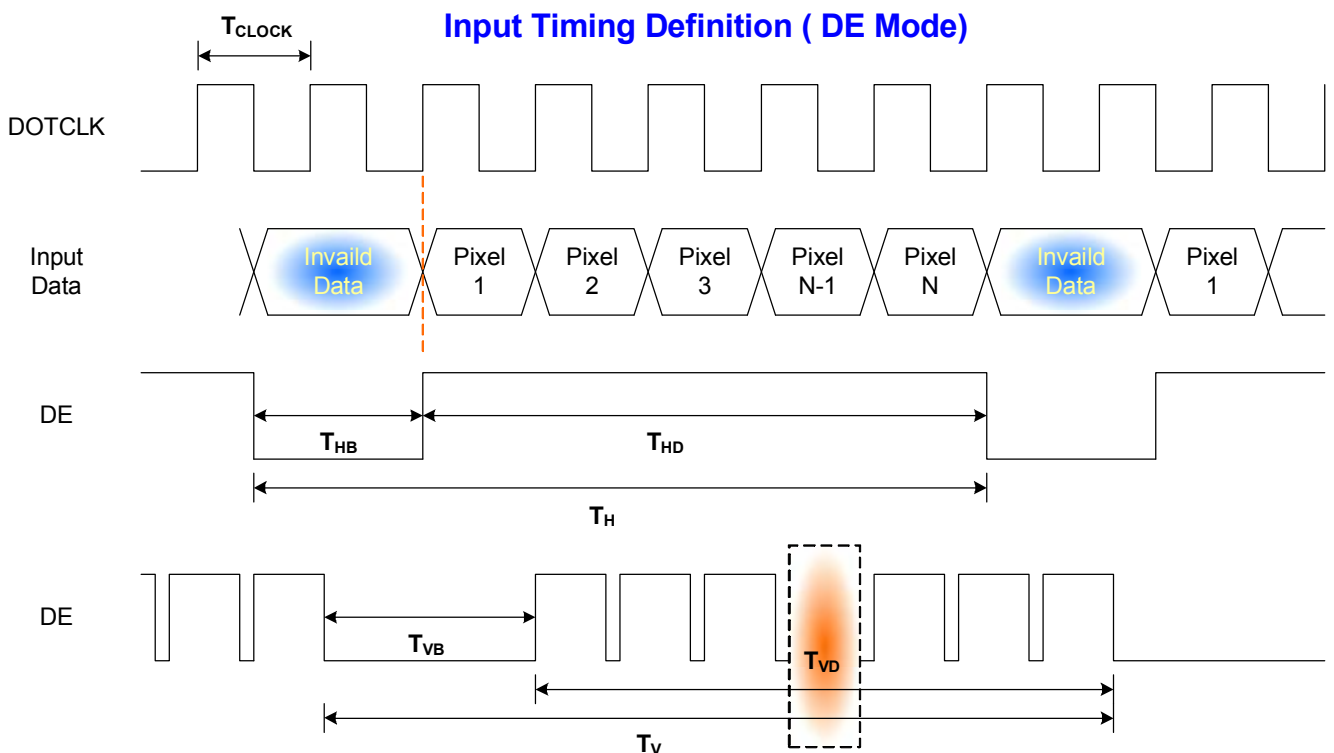 Input Timing Definition ( DE Mode)
TCLOCK
DOTCLK
Input
Data
Invaild
Data
Pixel
1
Pixel
2
Pixel
3
Pixel
N-1
Pixel
N
Invaild
Data
Pixel
1
DE
THB
THD
TH
DE
TVB
TVD
TV